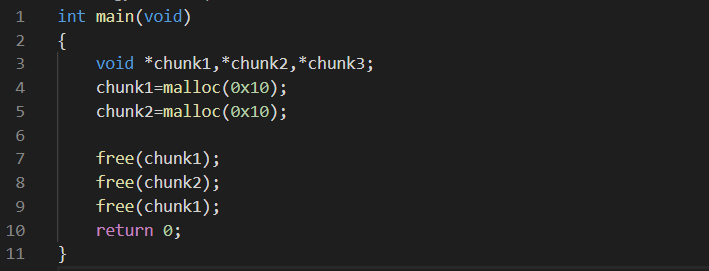 1 int main(void)
2 {
3 void *chunk1,*chunk2,*chunk3;
4 chunk1=malloc(0x10);
5 chunk2=malloc(0x10);
6
7 free(chunk1);
8 free(chunk2);
9 free(chunk1);
10 return 0;
11 }